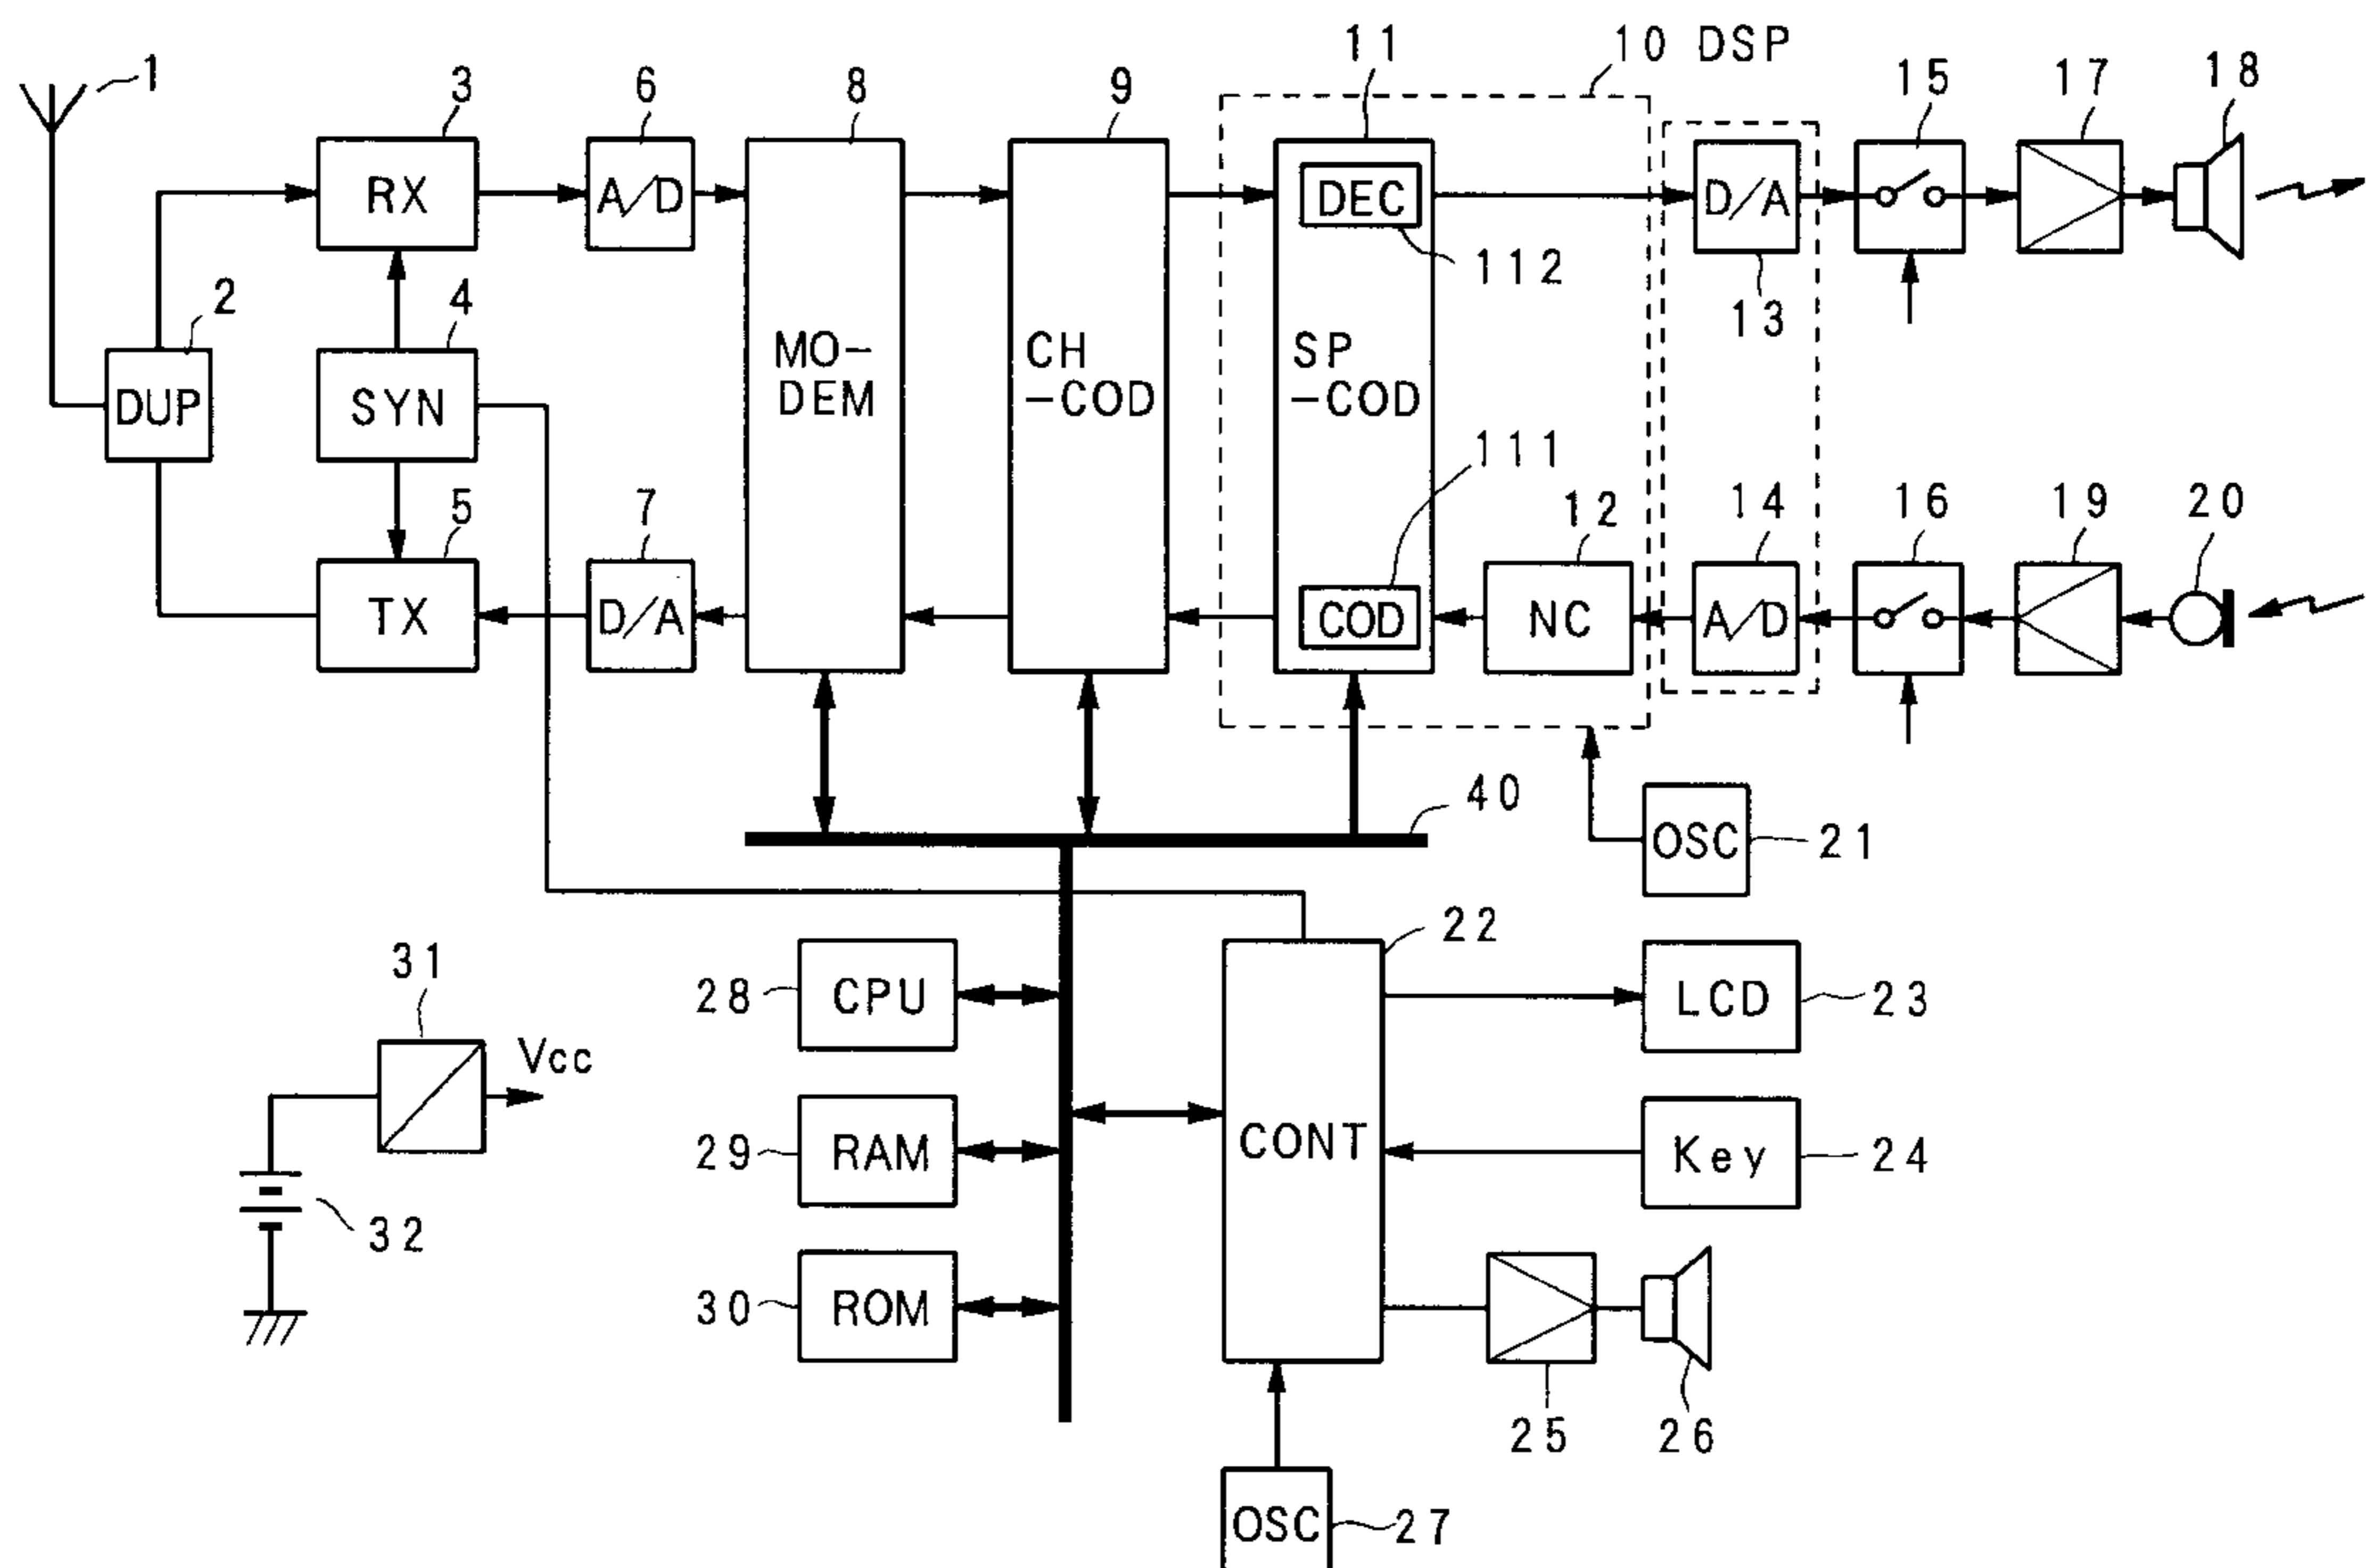 11
10 DSP
1
3
6
8
9
15
17
18
RX
A/D
DEC
D/A
112
2
4
13
DUP
SYN
MO-
DEM
CH
-COD
SP
-COD
111
5
7
12
14
16
19
20
TX
D/A
COD
NC
A/D
40
OSC
21
22
31
28
CPU
LCD
23
Vcc
29
RAM
CONT
Key
24
32
30
ROM
25
26
OSC
27